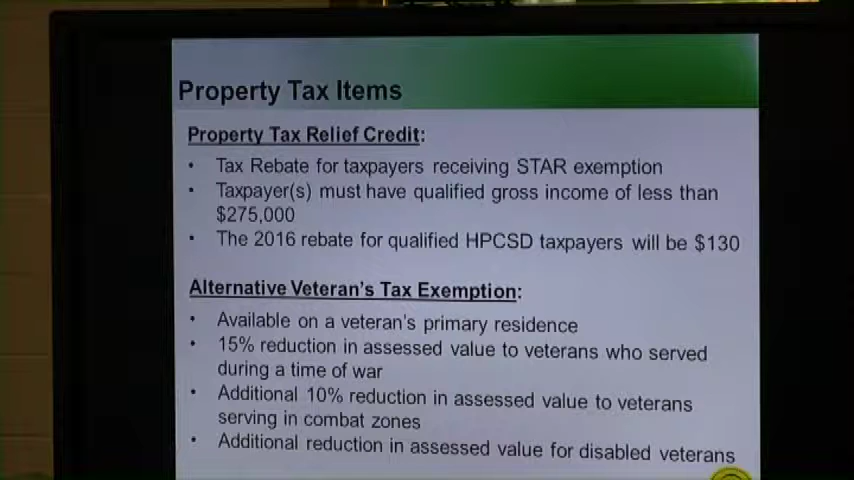 Property Tax Items
Property Tax Relief Credit:
• Tax Rebate for taxpayers receiving STAR exemption
• Taxpayer(s) must have qualified gross income of less than
$275,000
• The 2016 rebate for qualified HPCSD taxpayers will be $130
Alternative Veteran's Tax Exemption:
• Available on a veteran's primary residence
• 15% reduction in assessed value to veterans who served
during a time of war
• Additional 10% reduction in assessed value to veterans
serving in combat zones
• Additional reduction in assessed value for disabled veterans